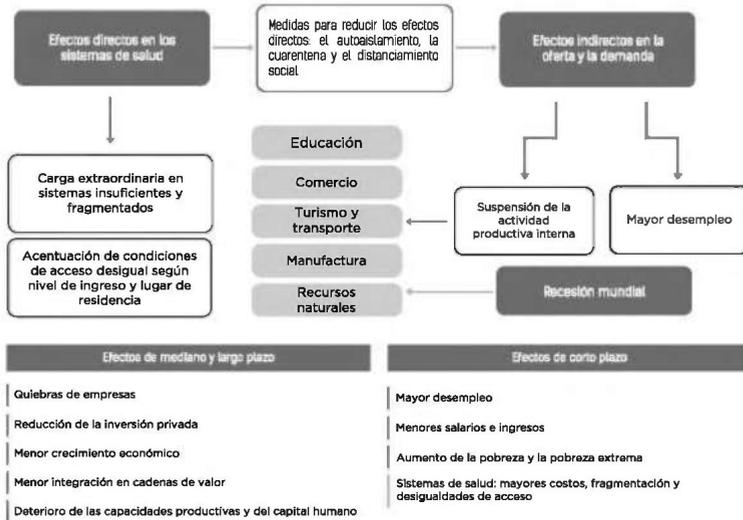 Efectos directos en los
sistemas de salud
Medidas para reducir los efectos
directos: el autoaislamiento, la
cuarentena y el distanciamiento
social
Efectos indirectos en la
oferta y la demanda
Carga extraordinaria en
sistemas insuficientes y
fragmentados
Acentuación de condiciones
de acceso desigual según
nivel de ingreso y lugar de
residencia
Educación
Comercio
Turismo y
transporte
Manufactura
Recursos
naturales
Suspensión de la
actividad
productiva interna
Mayor desempleo
Recesión mundial
Efectos de mediano y largo plazo
Quiebras de empresas
Reducción de la inversión privada
Menor crecimiento económico
Menor integración en cadenas de valor
Deterioro de las capacidades productivas y del capital humano
Efectos de corto plazo
Mayor desempleo
Menores salarios e ingresos
Aumento de la pobreza y la pobreza extrema
Sistemas de salud: mayores costos, fragmentación y
desigualdades de acceso